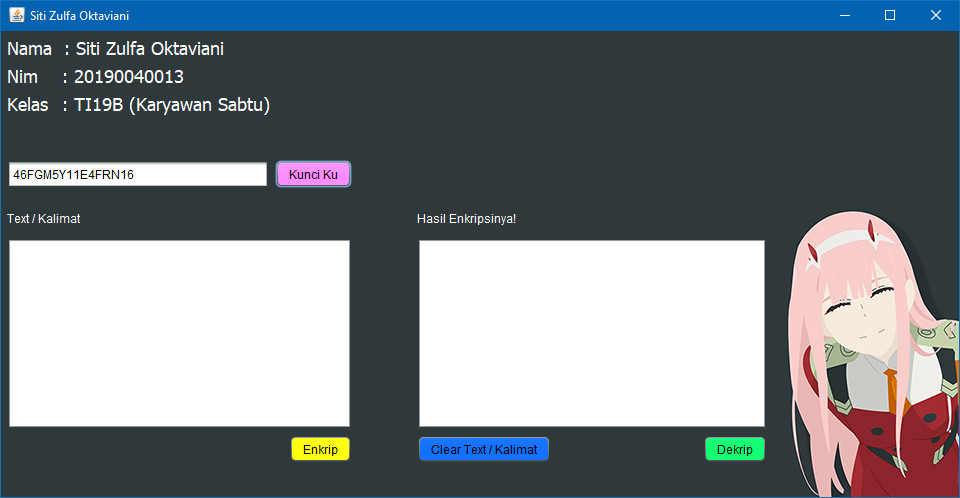 Siti Zulfa Oktaviani
Nama : Siti Zulfa Oktaviani
Nim : 20190040013
Kelas : TI19B (Karyawan Sabtu)
46FGM5Y11E4FRN16 Kunci Ku
Text / Kalimat Hasil Enkripsinya!
Enkrip Clear Text / Kalimat Dekrip